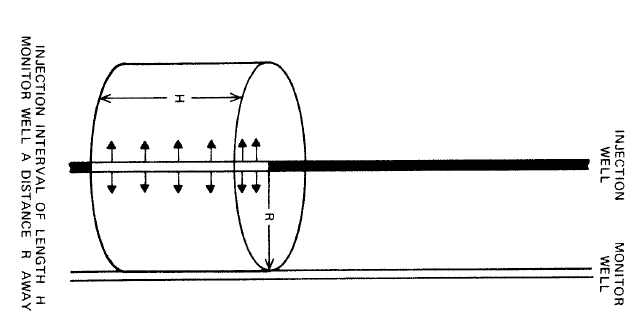 INJECTION
WELL
MONITOR
WELL
R
H
INJECTION INTERVAL OF LENGTH H
MONITOR WELL A DISTANCE R AWAY